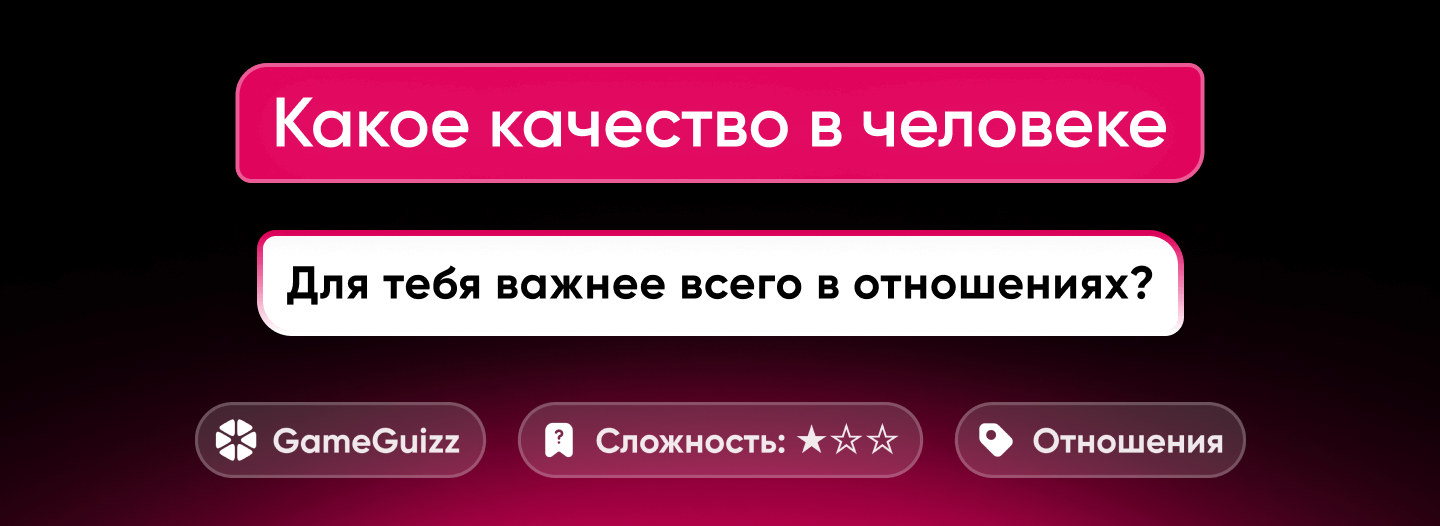 Какое качество в человеке
Для тебя важнее всего в отношениях?
GameGuizz Сложность: ★☆☆ Отношения